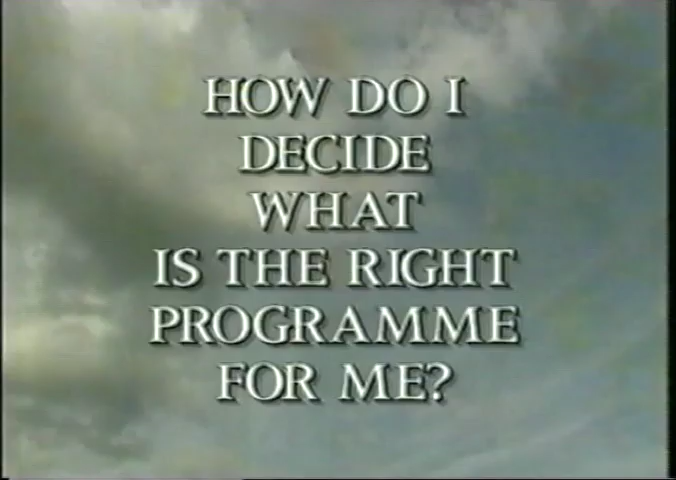 HOW DO I
DECIDE
WHAT
IS THE RIGHT
PROGRAMME
FOR ME?